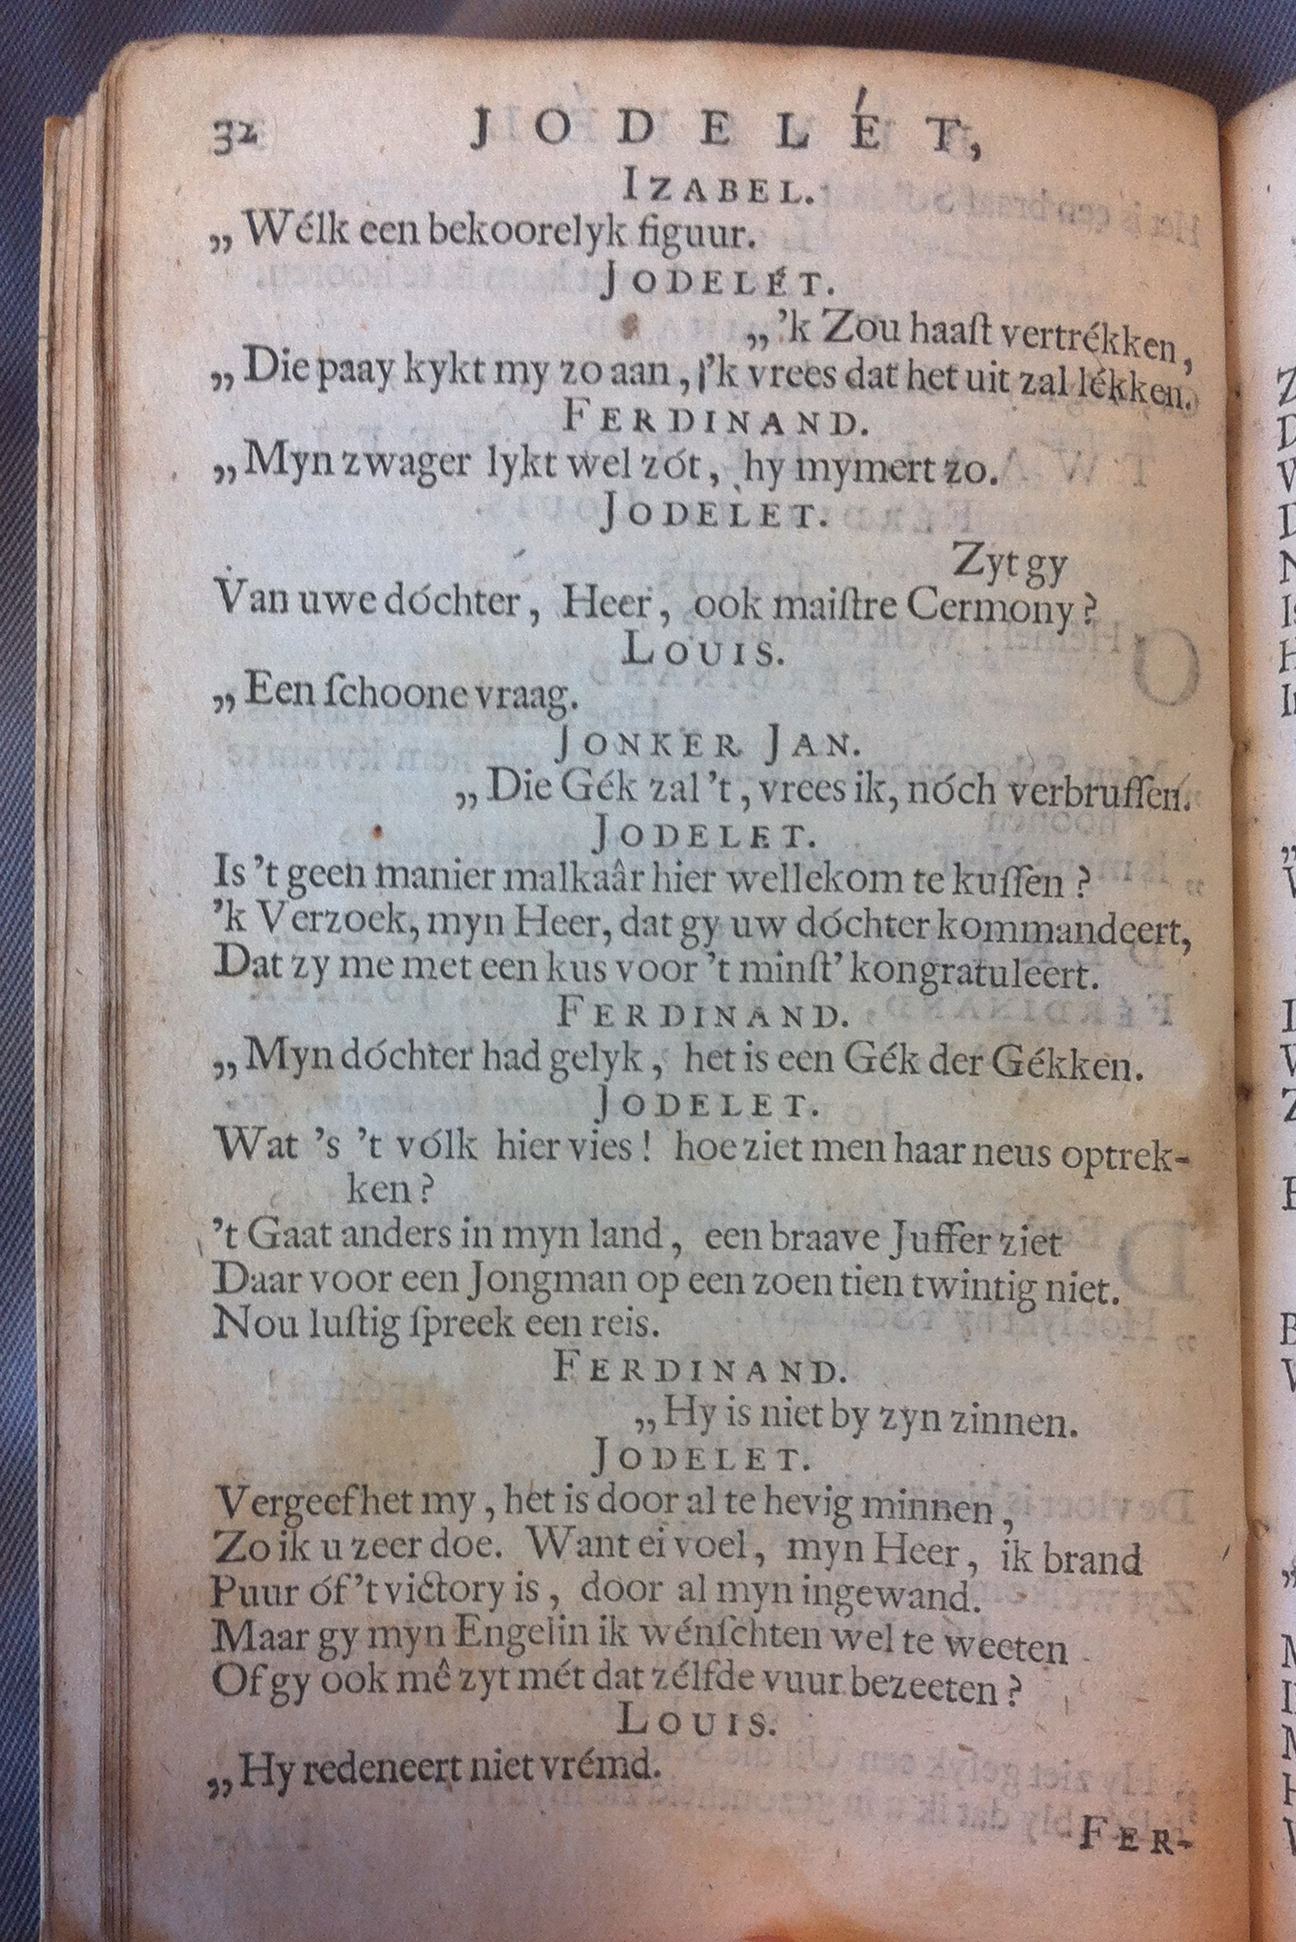 32 JODELÉT,
IZABEL.
„ Wélk een bekoorelyk figuur.
JODELÉT.
„ 'k Zou haaſt vertrékken,
„ Die paay kykt my zo aan, 'k vrees dat het uit zal lékken.
FERDINAND.
„ Myn zwager lykt wel zót, hy mymert zo.
JODELET.
Zyt gy
Van uwe dóchter, Heer, ook maiſtre Cermony?
LOUIS.
„ Een ſchoone vraag.
JONKER JAN.
„ Die Gék zal 't, vrees ik, nóch verbruſſen.
JODELET.
Is 't geen manier malkaâr hier wellekom te kuſſen?
'k Verzoek, myn Heer, dat gy uw dóchter kommandeert,
Dat zy me met een kus voor 't minſt' kongratuleert.
FERDINAND.
„ Myn dóchter had gelyk, het is een Gék der Gékken.
JODELET.
Wat 's 't vólk hier vies! hoe ziet men haar neus optrek-
ken?
't Gaat anders in myn land, een braave Juffer ziet
Daar voor een Jongman op een zoen tien twintig niet.
Nou luſtig ſpreek een reis.
FERDINAND.
„ Hy is niet by zyn zinnen.
JODELET.
Vergeef het my, het is door al te hevig minnen,
Zo ik u zeer doe. Want ei voel, myn Heer, ik brand
Puur óf 't victory is, door al myn ingewand.
Maar gy myn Engelin ik wénſchten wel te weeten
Of gy ook mê zyt mét dat zélfde vuur bezeeten?
LOUIS.
„ Hy redeneert niet vrémd.
FER-